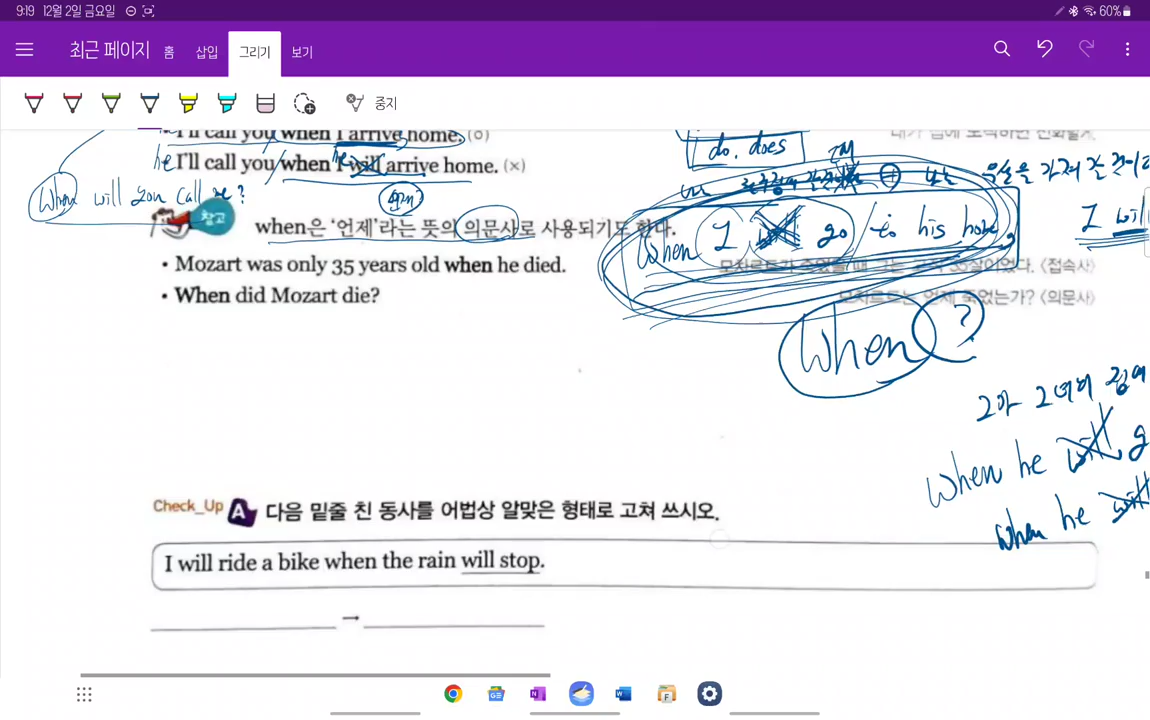 9:19 12월 2일 금요일 60%
최근 페이지 홈 삽입 그리기 보기
중지
I'll call you when I arrive home. (o)
do, does
he I'll call you when he I will arrive home. (×)
When will you call me?
참고
when은 '언제'라는 뜻의 의문사로 사용되기도 한다.
When I go to his home,
I will
• Mozart was only 35 years old when he died.
모차르트가 죽었을 때 그는 35살이었다. <접속사>
• When did Mozart die?
모차르트는 언제 죽었는가? <의문사>
When ?
when he will
when he will
Check_Up A 다음 밑줄 친 동사를 어법상 알맞은 형태로 고쳐 쓰시오.
I will ride a bike when the rain will stop.
→